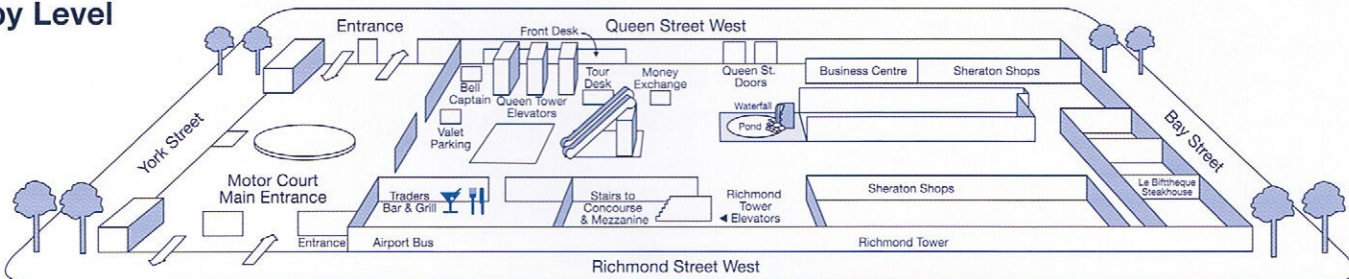 by Level
Entrance
Queen Street West
Front Desk
Bell
Captain
Queen Tower
Elevators
Tour
Desk
Money
Exchange
Queen St.
Doors
Business Centre
Sheraton Shops
Valet
Parking
Waterfall
Pond
York Street
Bay Street
Motor Court
Main Entrance
Traders
Bar & Grill
Stairs to
Concourse
& Mezzanine
Richmond
Tower
Elevators
Sheraton Shops
Le Biftheque
Steakhouse
Entrance
Airport Bus
Richmond Tower
Richmond Street West